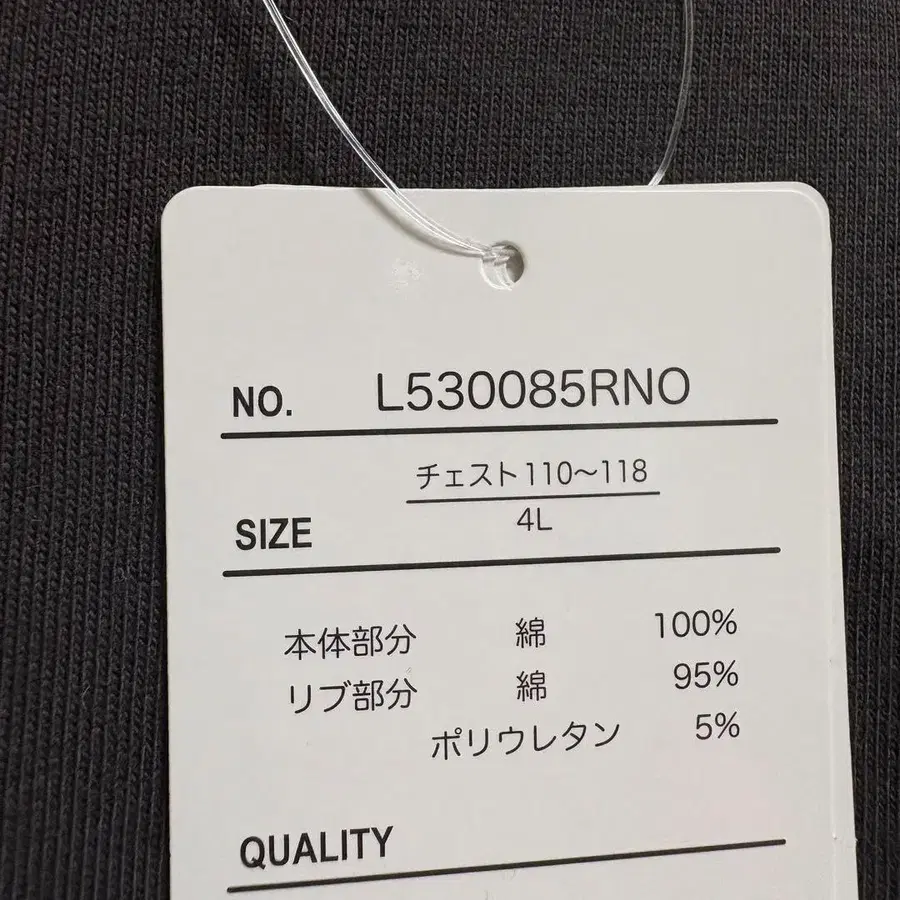 NO. L530085RNO
チェスト110〜118
SIZE
4L
本体部分 綿 100%
リブ部分 綿 95%
ポリウレタン 5%
QUALITY